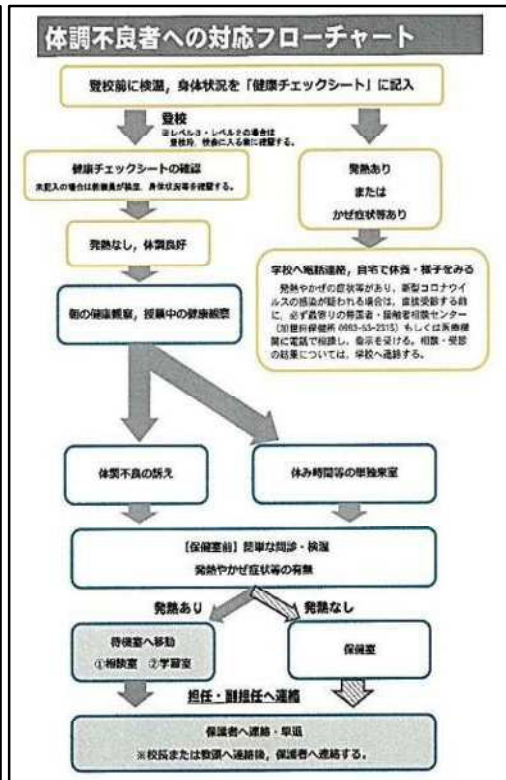 体調不良者への対応フローチャート
登校前に検温，身体状況を「健康チェックシート」に記入
登校
※レベル3・レベル2の場合は
登校時、校舎に入る前に確認する。
健康チェックシートの確認
未記入の場合は教職員が検温、身体状況等を確認する。
発熱なし，体調良好
朝の健康観察，授業中の健康観察
発熱あり
または
かぜ症状等あり
学校へ電話連絡，自宅で休養・様子をみる
発熱やかぜの症状等があり，新型コロナウイ
ルスの感染が疑われる場合は，直接受診する前
に，必ず最寄りの帰国者・接触者相談センター
(加世田保健所 0993-53-2315) もしくは医療機
関に電話で相談し，指示を受ける。相談・受診
の結果については，学校へ連絡する。
体調不良の訴え
休み時間等の単独来室
【保健室前】簡単な問診・検温
発熱やかぜ症状等の有無
発熱あり
発熱なし
待機室へ移動
①相談室 ②学習室
保健室
担任・副担任へ連絡
保護者へ連絡・早退
※校長または教頭へ連絡後，保護者へ連絡する。